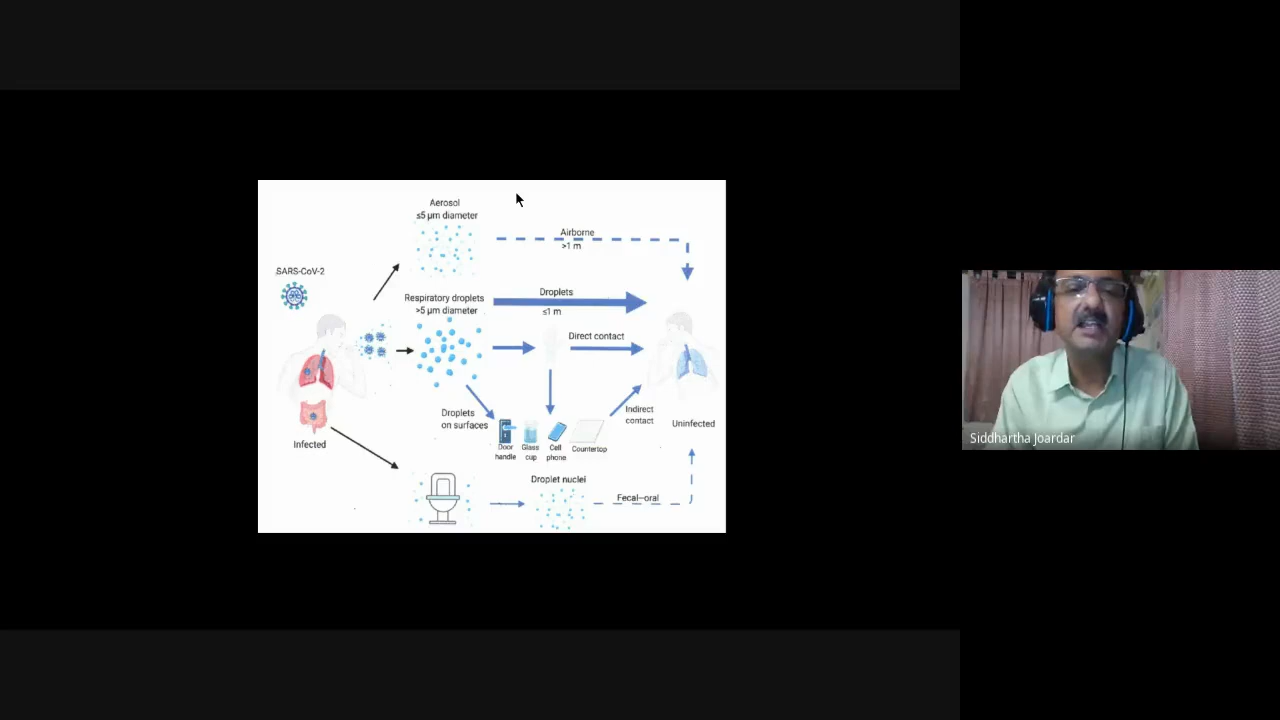 Aerosol
≤5 μm diameter
Airborne
>1 m
SARS-CoV-2
Respiratory droplets
>5 μm diameter
Droplets
≤1 m
Direct contact
Droplets
on surfaces
Indirect
contact
Uninfected
Infected
Door
handle
Glass
cup
Cell
phone
Countertop
Droplet nuclei
Fecal–oral
Siddhartha Joardar